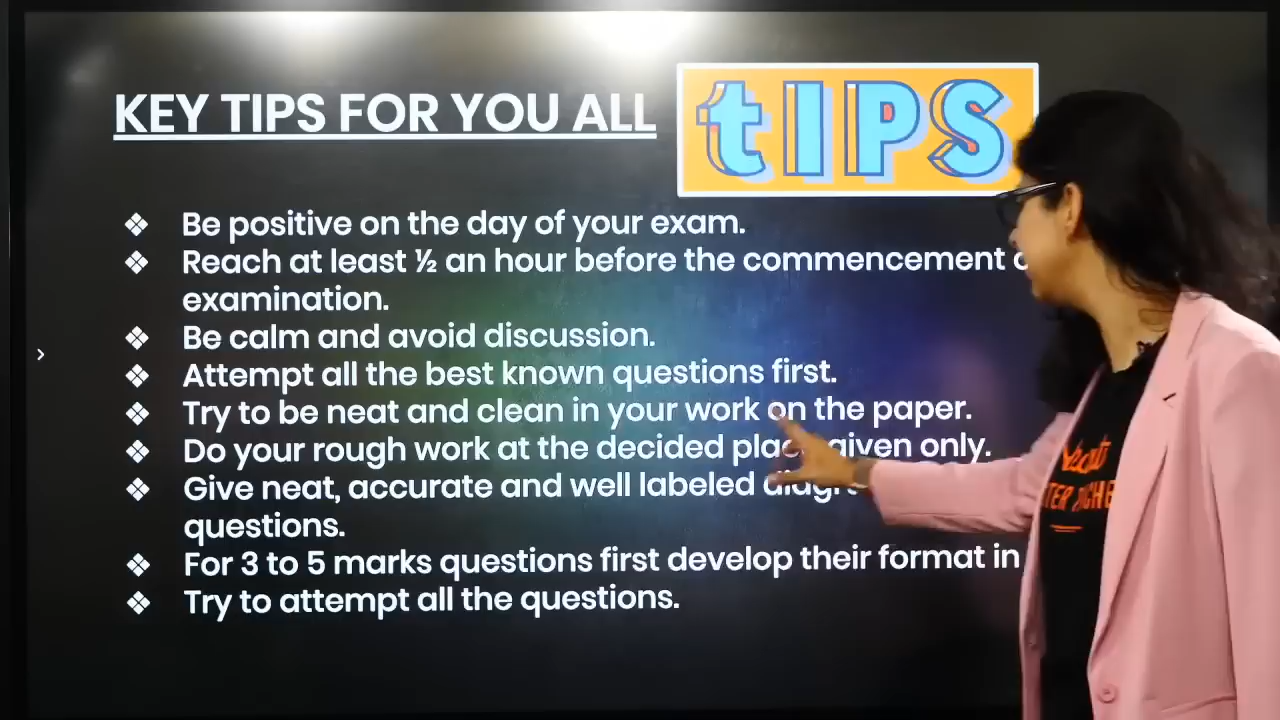 KEY TIPS FOR YOU ALL
tIPS
❖ Be positive on the day of your exam.
❖ Reach at least ½ an hour before the commencement
examination.
❖ Be calm and avoid discussion.
❖ Attempt all the best known questions first.
❖ Try to be neat and clean in your work on the paper.
❖ Do your rough work at the decided given only.
❖ Give neat, accurate and well labeled
questions.
❖ For 3 to 5 marks questions first develop their format in
❖ Try to attempt all the questions.